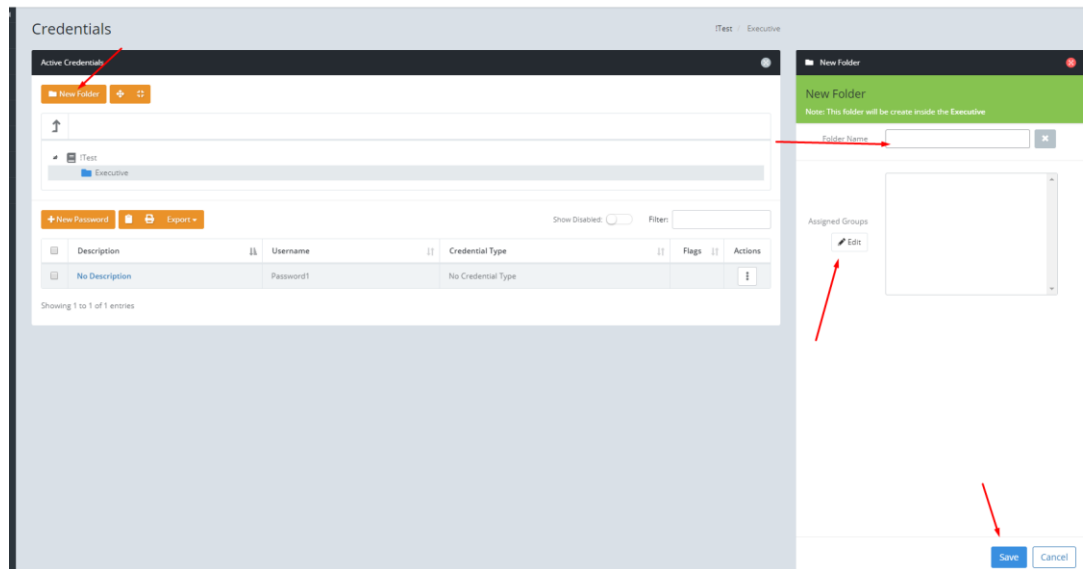 Credentials
!Test / Executive
Active Credentials
New Folder
!Test
Executive
+ New Password Export
Show Disabled: Filter:
Description Username Credential Type Flags Actions
No Description Password1 No Credential Type
Showing 1 to 1 of 1 entries
New Folder
New Folder
Note: This folder will be create inside the Executive
Folder Name
Assigned Groups
Edit
Save Cancel